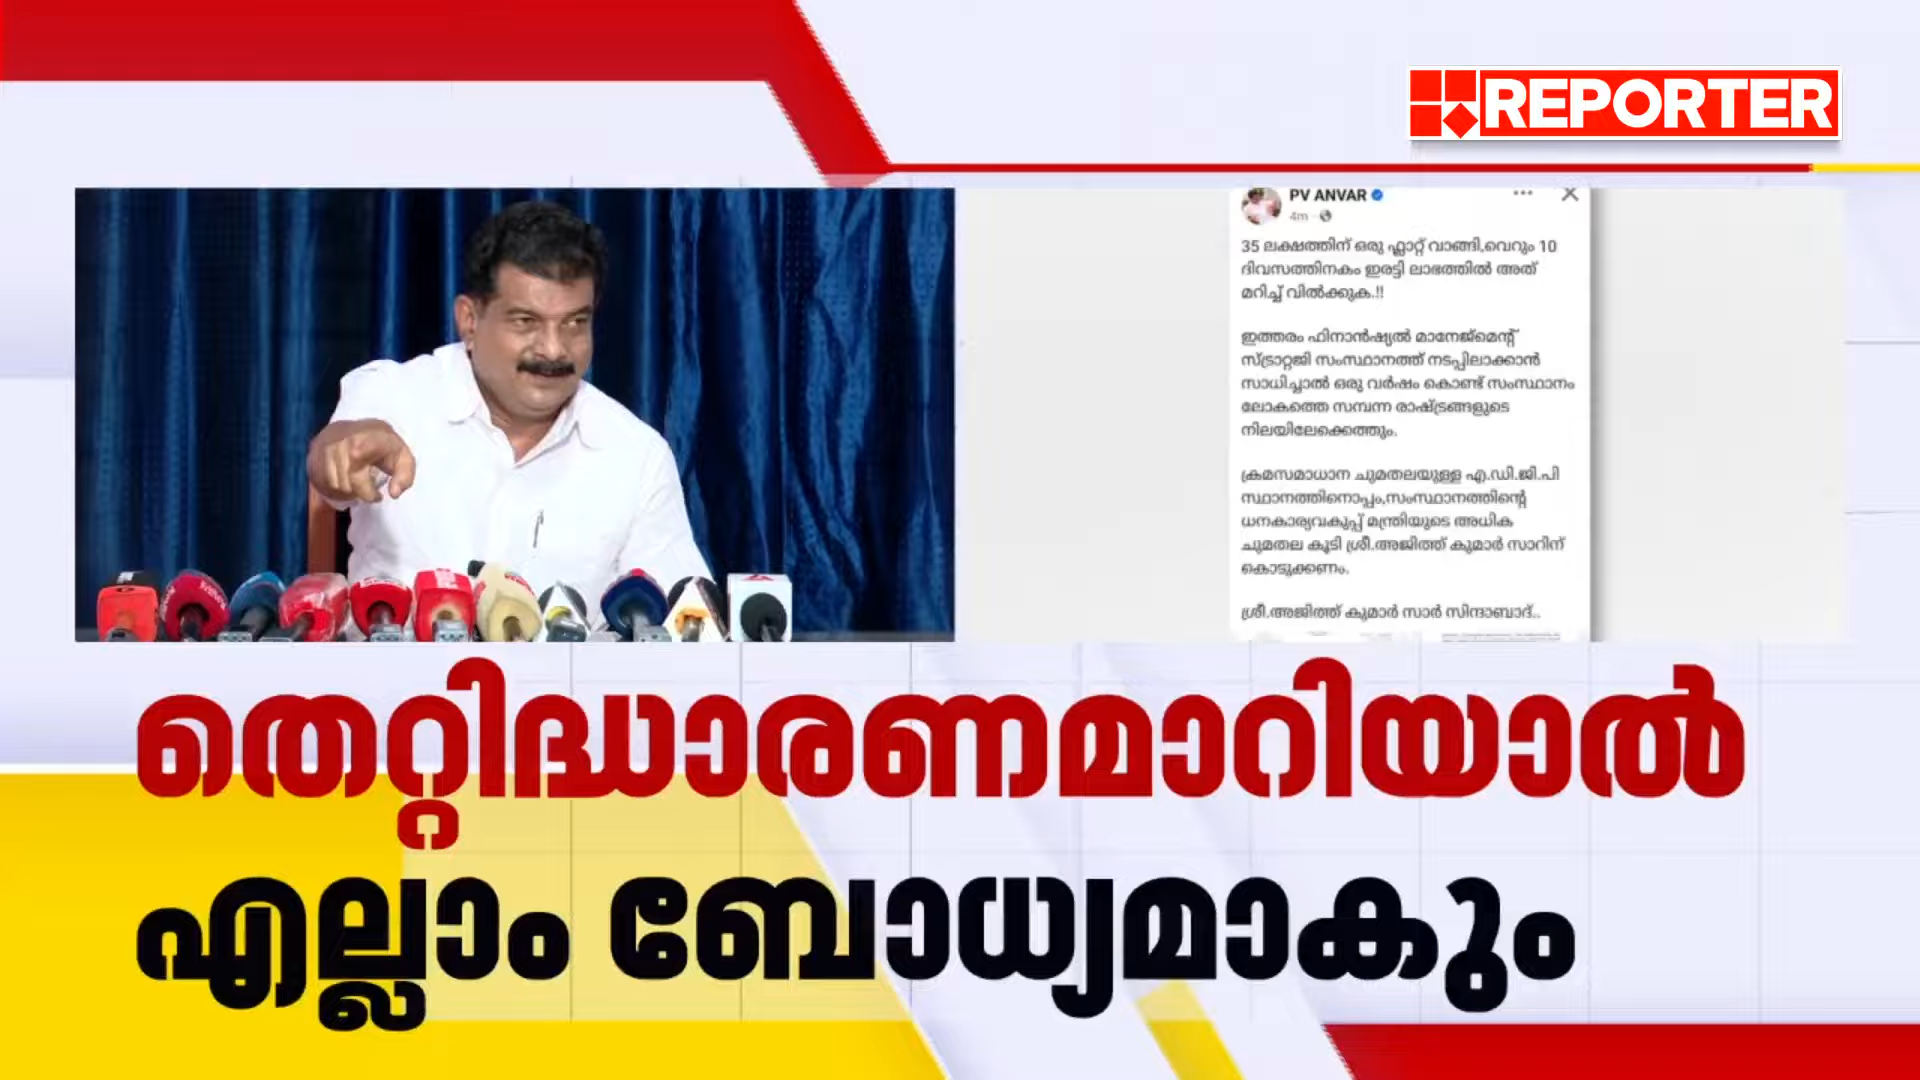 REPORTER
PV ANVAR
4m
35 ലക്ഷത്തിന് ഒരു ഫ്ലാറ്റ് വാങ്ങി,വെറും 10
ദിവസത്തിനകം ഇരട്ടി ലാഭത്തിൽ അത്
മറിച്ച് വിൽക്കുക.!!
ഇത്തരം ഫിനാൻഷ്യൽ മാനേജ്മെന്റ്
സ്ട്രാറ്റജി സംസ്ഥാനത്ത് നടപ്പിലാക്കാൻ
സാധിച്ചാൽ ഒരു വർഷം കൊണ്ട് സംസ്ഥാനം
ലോകത്തെ സമ്പന്ന രാഷ്ട്രങ്ങളുടെ
നിലയിലേക്കെത്തും.
ക്രമസമാധാന ചുമതലയുള്ള എ.ഡി.ജി.പി
സ്ഥാനത്തിനൊപ്പം,സംസ്ഥാനത്തിന്റെ
ധനകാര്യവകുപ്പ് മന്ത്രിയുടെ അധിക
ചുമതല കൂടി ശ്രീ.അജിത്ത് കുമാർ സാറിന്
കൊടുക്കണം.
ശ്രീ.അജിത്ത് കുമാർ സാർ സിന്ദാബാദ്..
തെറ്റിദ്ധാരണമാറിയാൽ
എല്ലാം ബോധ്യമാകും